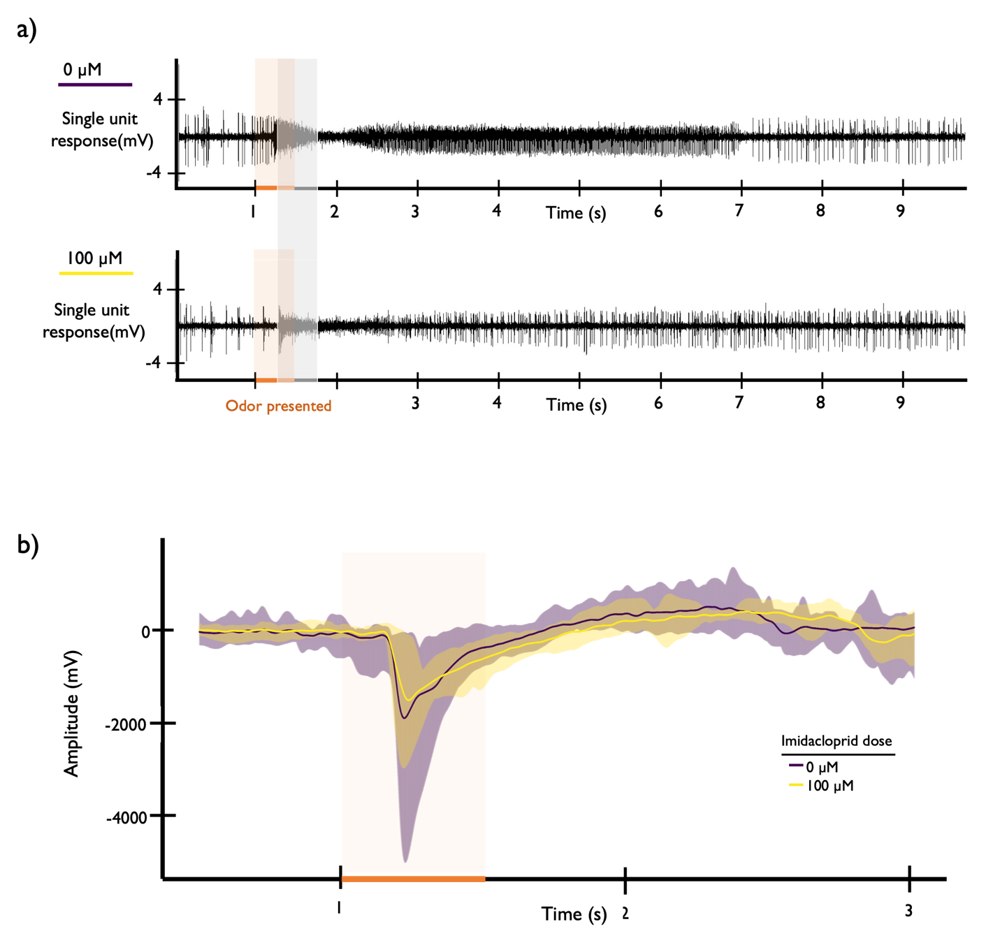 a)
0 µM
Single unit
response(mV)
4
-4
1
2
3
4
Time (s)
6
7
8
9
100 µM
Single unit
response(mV)
4
-4
Odor presented
3
4
Time (s)
6
7
8
9
b)
Amplitude (mV)
0
-2000
-4000
Imidacloprid dose
0 µM
100 µM
1
Time (s)
2
3